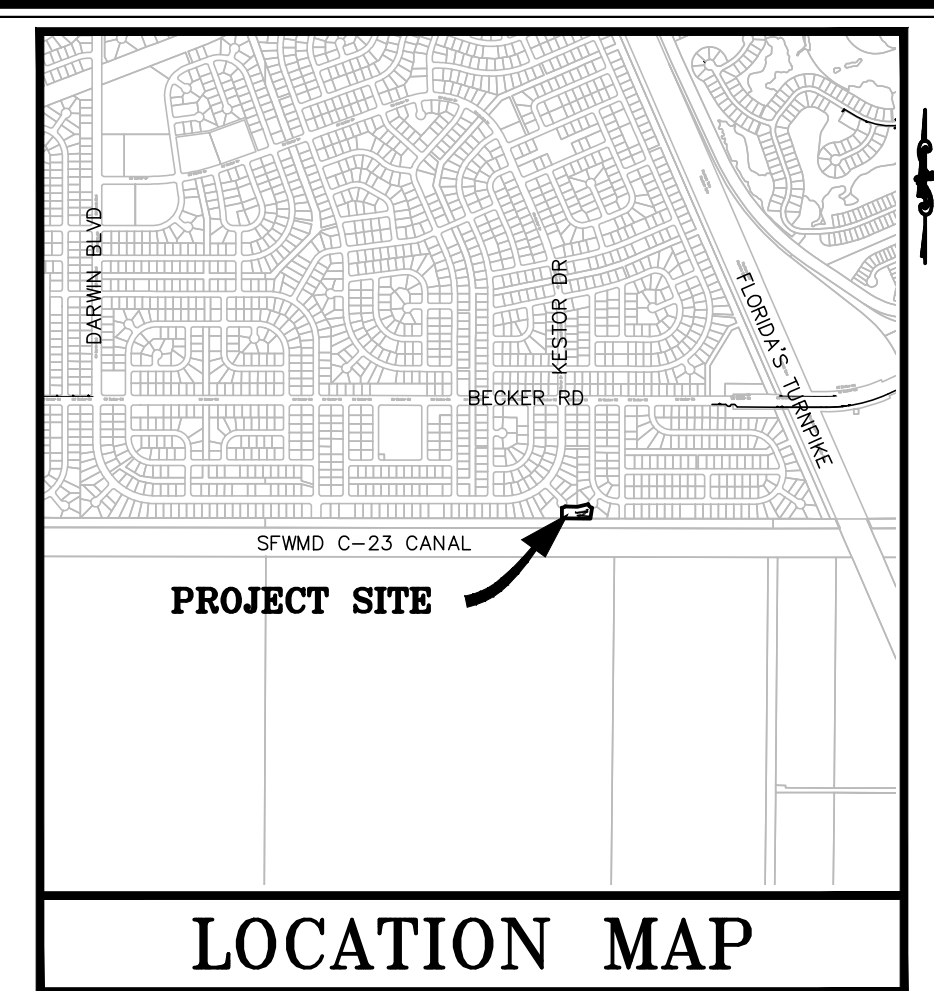 DARWIN BLVD
KESTOR DR
FLORIDA'S TURNPIKE
BECKER RD
SFWMD C-23 CANAL
PROJECT SITE
LOCATION MAP